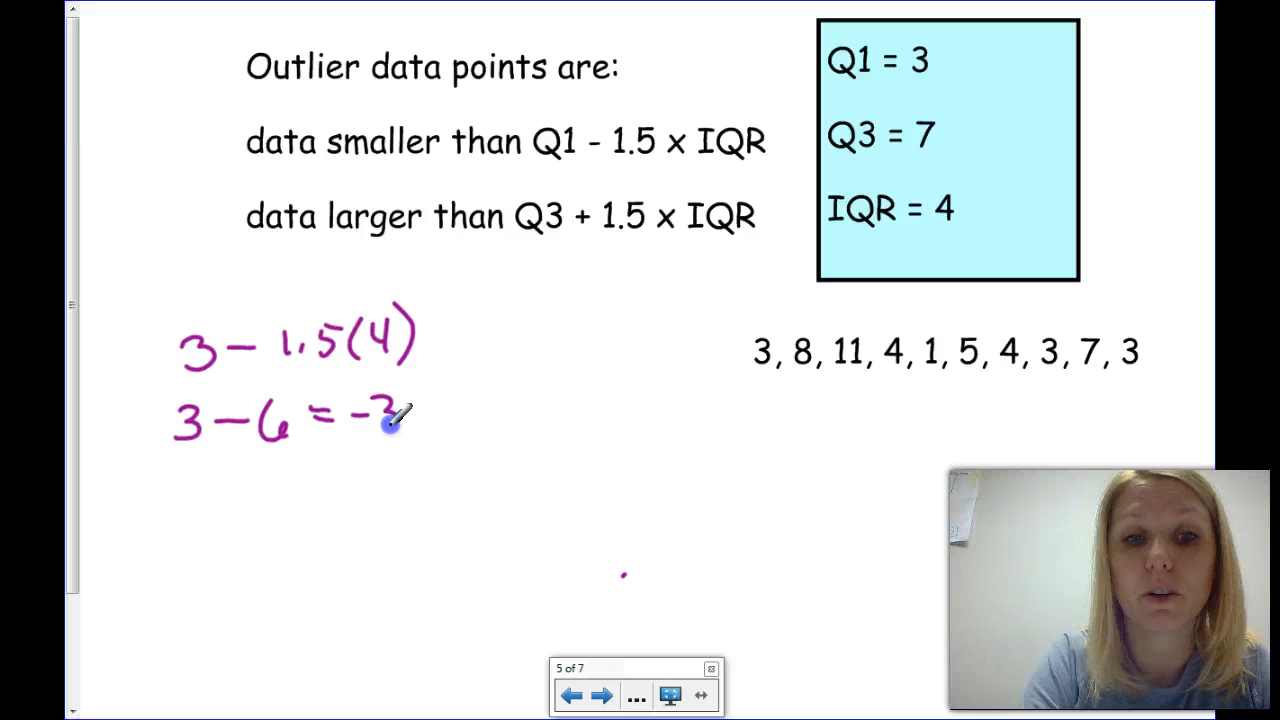 Outlier data points are:
data smaller than Q1 - 1.5 x IQR
data larger than Q3 + 1.5 x IQR
Q1 = 3
Q3 = 7
IQR = 4
3 - 1.5(4)
3 - 6 = -3
3, 8, 11, 4, 1, 5, 4, 3, 7, 3
5 of 7
...